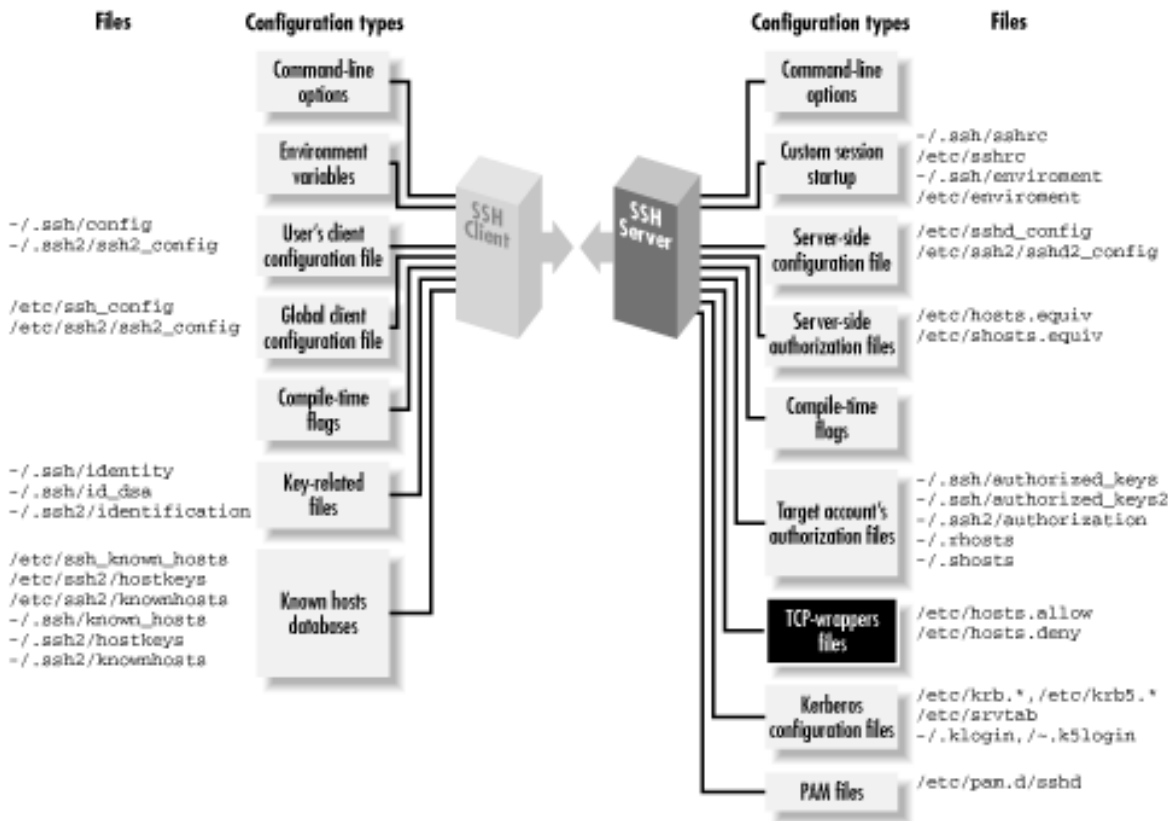 Files
Configuration types
Configuration types
Files
Command-line
options
Environment
variables
-/.ssh/config
-/.ssh2/ssh2_config
User's client
configuration file
/etc/ssh_config
/etc/ssh2/ssh2_config
Global client
configuration file
Compile-time
flags
-/.ssh/identity
-/.ssh/id_dsa
-/.ssh2/identification
Key-related
files
/etc/ssh_known_hosts
/etc/ssh2/hostkeys
/etc/ssh2/knownhosts
-/.ssh/known_hosts
-/.ssh2/hostkeys
-/.ssh2/knownhosts
Known hosts
databases
SSH
Client
SSH
Server
Command-line
options
Custom session
startup
-/.ssh/sshrc
/etc/sshrc
-/.ssh/enviroment
/etc/enviroment
Server-side
configuration file
/etc/sshd_config
/etc/ssh2/sshd2_config
Server-side
authorization files
/etc/hosts.equiv
/etc/shosts.equiv
Compile-time
flags
Target account's
authorization files
-/.ssh/authorized_keys
-/.ssh/authorized_keys2
-/.ssh2/authorization
-/.rhosts
-/.shosts
TCP-wrappers
files
/etc/hosts.allow
/etc/hosts.deny
Kerberos
configuration files
/etc/krb.*,/etc/krb5.*
/etc/srvtab
-/.klogin,/~.k5login
PAM files
/etc/pam.d/sshd